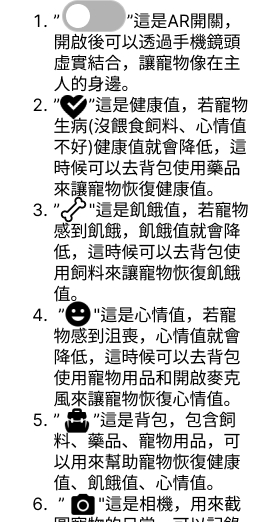 1. ""這是AR開關，
開啟後可以透過手機鏡頭
虛實結合，讓寵物像在主
人的身邊。
2. ""這是健康值，若寵物
生病(沒餵食飼料、心情值
不好)健康值就會降低，這
時候可以去背包使用藥品
來讓寵物恢復健康值。
3. ""這是飢餓值，若寵物
感到飢餓，飢餓值就會降
低，這時候可以去背包使
用飼料來讓寵物恢復飢餓
值。
4. ""這是心情值，若寵
物感到沮喪，心情值就會
降低，這時候可以去背包
使用寵物用品和開啟麥克
風來讓寵物恢復心情值。
5. " "這是背包，包含飼
料、藥品、寵物用品，可
以用來幫助寵物恢復健康
值、飢餓值、心情值。
6. " "這是相機，用來截